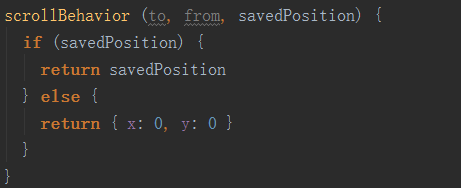 scrollBehavior (to, from, savedPosition) {
  if (savedPosition) {
    return savedPosition
  } else {
    return { x: 0, y: 0 }
  }
}